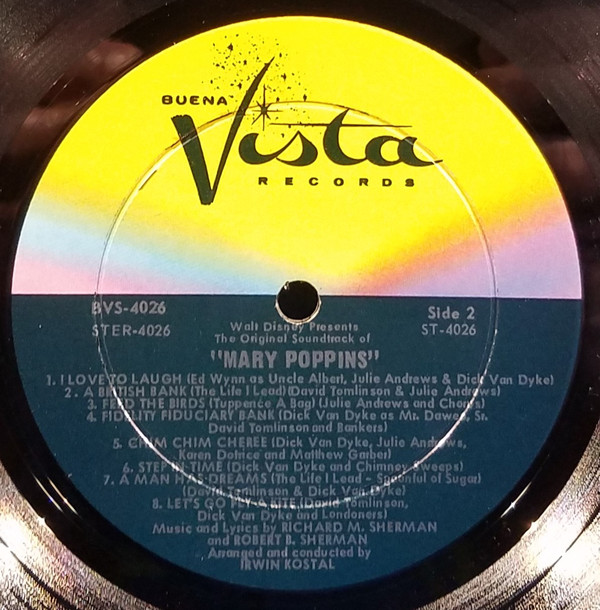 BUENA
Vista
RECORDS
BVS-4026
STER-4026
Side 2
ST-4026
Walt Disney Presents
The Original Soundtrack of
"MARY POPPINS"
1. I LOVE TO LAUGH (Ed Wynn as Uncle Albert, Julie Andrews & Dick Van Dyke)
2. A BRITISH BANK (The Life I Lead) (David Tomlinson & Julie Andrews)
3. FEED THE BIRDS (Tuppence A Bag) Julie Andrews and Chorus)
4. FIDELITY FIDUCIARY BANK (Dick Van Dyke as Mr. Dawes, Sr.
David Tomlinson and Bankers)
5. CHIM CHIM CHEREE (Dick Van Dyke, Julie Andrews,
Karen Dotrice and Matthew Garber)
6. STEP IN TIME (Dick Van Dyke and Chimney Sweeps)
7. A MAN HAS DREAMS (The Life I Lead - Spoonful of Sugar)
(David Tomlinson & Dick Van Dyke)
8. LET'S GO FLY A KITE (David Tomlinson,
Dick Van Dyke and Londoners)
Music and Lyrics by RICHARD M. SHERMAN
and ROBERT B. SHERMAN
Arranged and conducted by
IRWIN KOSTAL